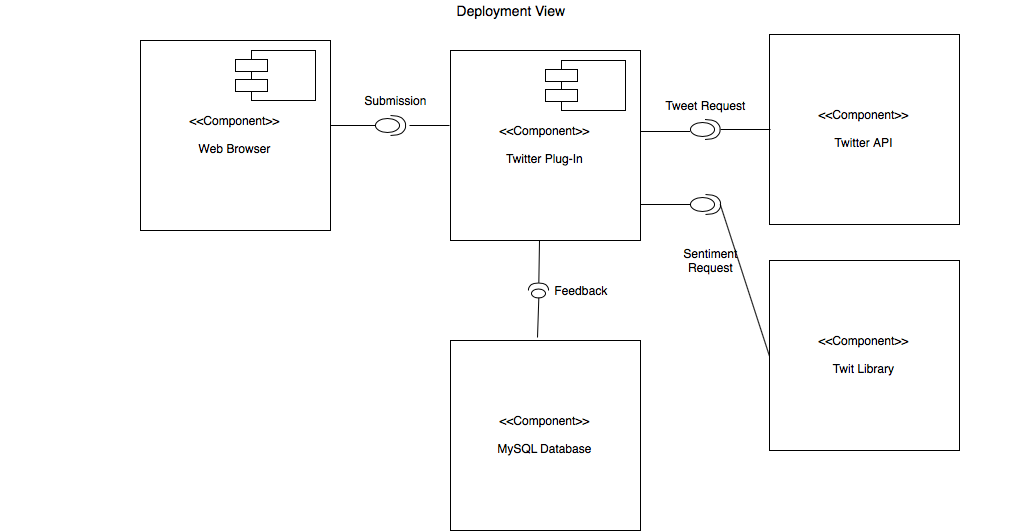 Deployment View
<<Component>>
Web Browser
Submission
<<Component>>
Twitter Plug-In
Tweet Request
<<Component>>
Twitter API
Sentiment
Request
Feedback
<<Component>>
Twit Library
<<Component>>
MySQL Database